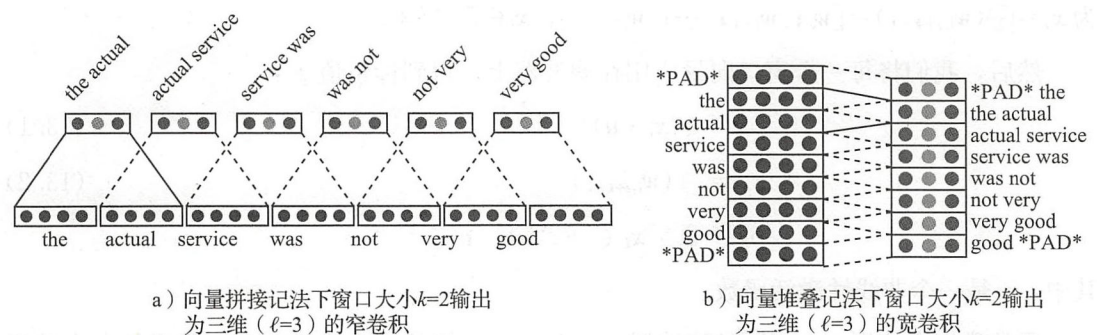 the actual
actual service
service was
was not
not very
very good
the
actual
service
was
not
very
good
a）向量拼接记法下窗口大小k=2输出
为三维（ℓ=3）的窄卷积
*PAD*
the
actual
service
was
not
very
good
*PAD*
*PAD* the
the actual
actual service
service was
was not
not very
very good
good *PAD*
b）向量堆叠记法下窗口大小k=2输出
为三维（ℓ=3）的宽卷积